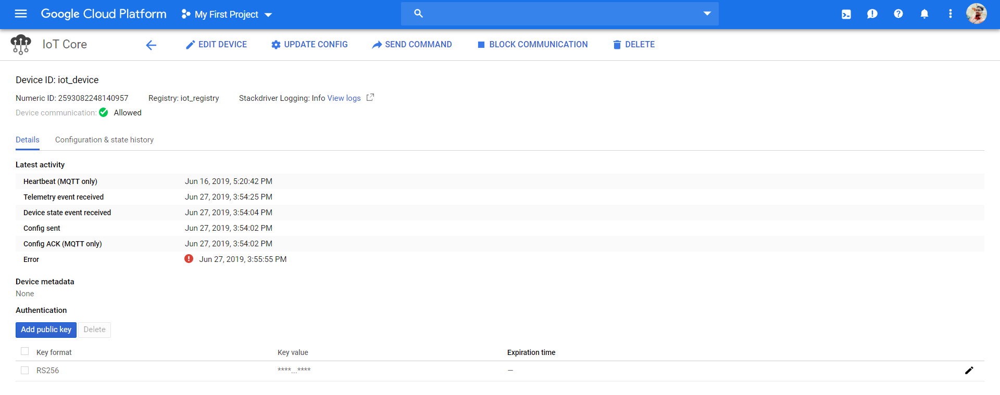 Google Cloud Platform My First Project
IoT Core EDIT DEVICE UPDATE CONFIG SEND COMMAND BLOCK COMMUNICATION DELETE
Device ID: iot_device
Numeric ID: 2593082248140957 Registry: iot_registry Stackdriver Logging: Info View logs
Device communication: Allowed
Details Configuration & state history
Latest activity
Heartbeat (MQTT only) Jun 16, 2019, 5:20:42 PM
Telemetry event received Jun 27, 2019, 3:54:25 PM
Device state event received Jun 27, 2019, 3:54:04 PM
Config sent Jun 27, 2019, 3:54:02 PM
Config ACK (MQTT only) Jun 27, 2019, 3:54:02 PM
Error Jun 27, 2019, 3:55:55 PM
Device metadata
None
Authentication
Add public key Delete
Key format Key value Expiration time
RS256 ****...**** —